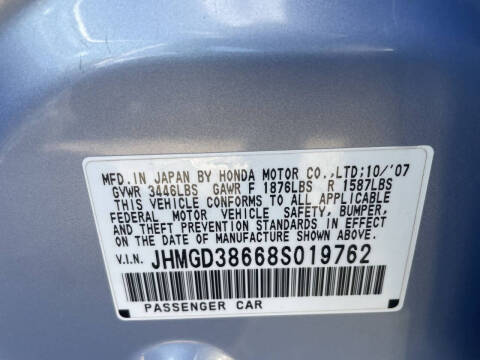 MFD.IN JAPAN BY HONDA MOTOR CO.,LTD;10/'07
GVWR 3446LBS GAWR F 1876LBS R 1587LBS
THIS VEHICLE CONFORMS TO ALL APPLICABLE
FEDERAL MOTOR VEHICLE SAFETY, BUMPER,
AND THEFT PREVENTION STANDARDS IN EFFECT
ON THE DATE OF MANUFACTURE SHOWN ABOVE.
V.I.N. JHMGD38668S019762
PASSENGER CAR